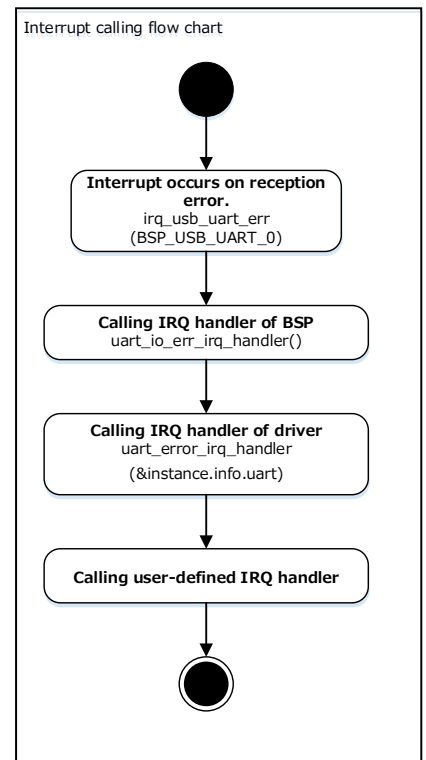 Interrupt calling flow chart
Interrupt occurs on reception
error.
irq_usb_uart_err
(BSP_USB_UART_0)
Calling IRQ handler of BSP
uart_io_err_irq_handler()
Calling IRQ handler of driver
uart_error_irq_handler
(&instance.info.uart)
Calling user-defined IRQ handler